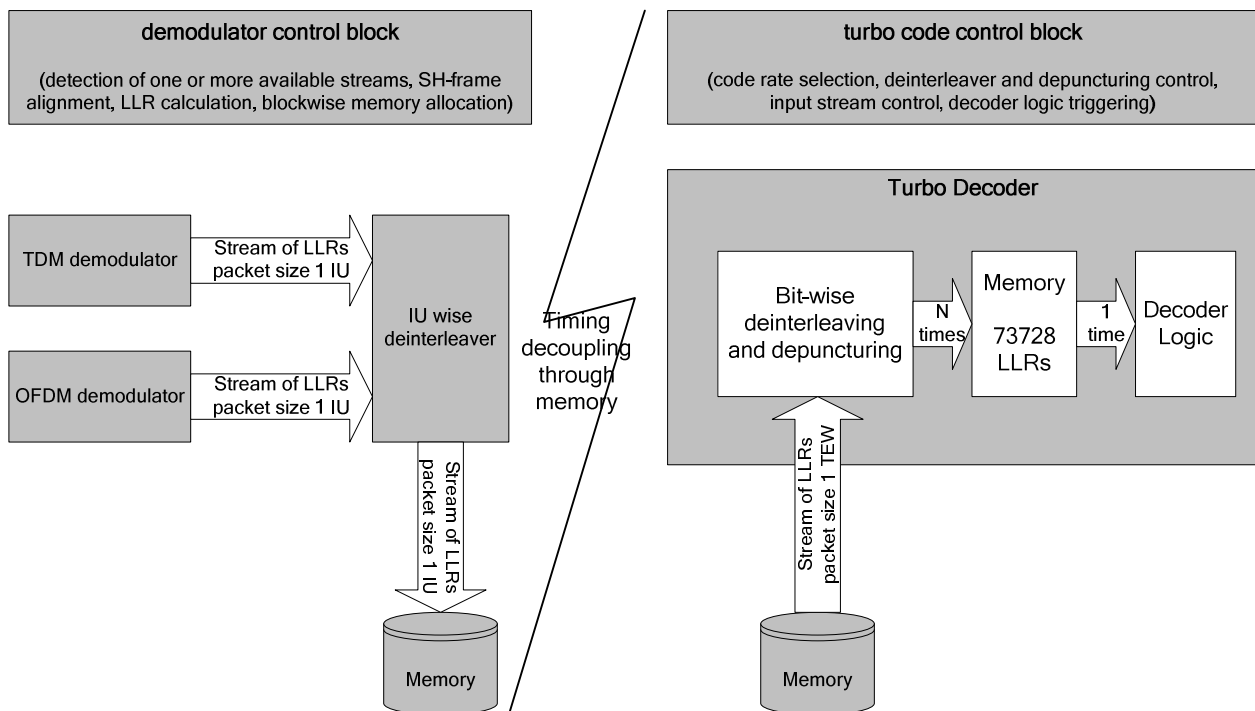 demodulator control block
(detection of one or more available streams, SH-frame
alignment, LLR calculation, blockwise memory allocation)
turbo code control block
(code rate selection, deinterleaver and depuncturing control,
input stream control, decoder logic triggering)
TDM demodulator
Stream of LLRs
packet size 1 IU
OFDM demodulator
Stream of LLRs
packet size 1 IU
IU wise
deinterleaver
Stream of LLRs
packet size 1 IU
Memory
Timing
decoupling
through
memory
Turbo Decoder
Bit-wise
deinterleaving
and depuncturing
N
times
Memory
73728
LLRs
1
time
Decoder
Logic
Stream of LLRs
packet size 1 TEW
Memory